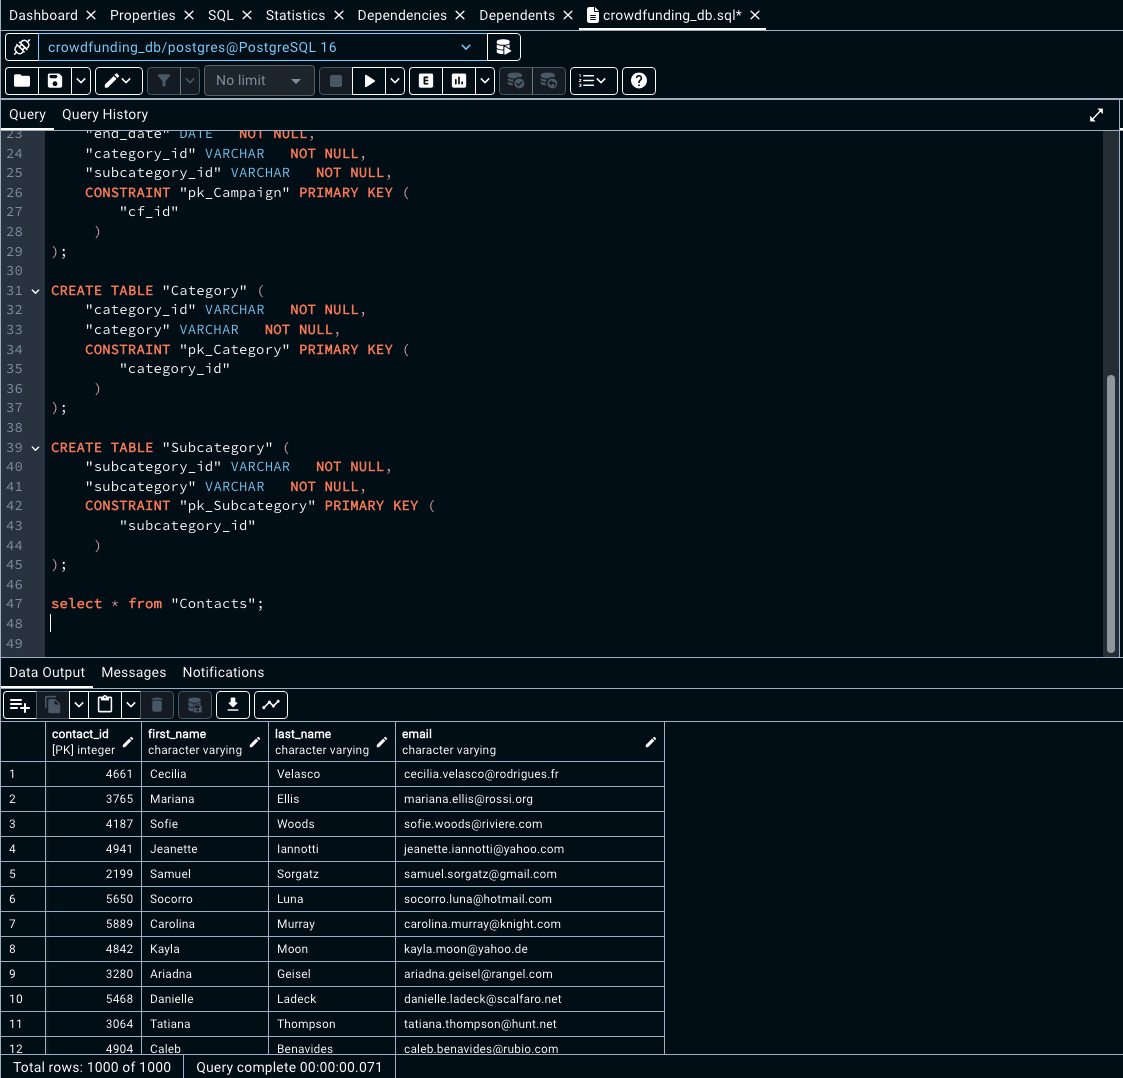 Dashboard Properties SQL Statistics Dependencies Dependents crowdfunding_db.sql*
crowdfunding_db/postgres@PostgreSQL 16
No limit E
Query Query History
23 "end_date" DATE NOT NULL,
24 "category_id" VARCHAR NOT NULL,
25 "subcategory_id" VARCHAR NOT NULL,
26 CONSTRAINT "pk_Campaign" PRIMARY KEY (
27 "cf_id"
28 )
29 );
30
31 CREATE TABLE "Category" (
32 "category_id" VARCHAR NOT NULL,
33 "category" VARCHAR NOT NULL,
34 CONSTRAINT "pk_Category" PRIMARY KEY (
35 "category_id"
36 )
37 );
38
39 CREATE TABLE "Subcategory" (
40 "subcategory_id" VARCHAR NOT NULL,
41 "subcategory" VARCHAR NOT NULL,
42 CONSTRAINT "pk_Subcategory" PRIMARY KEY (
43 "subcategory_id"
44 )
45 );
46
47 select * from "Contacts";
48
49
Data Output Messages Notifications
contact_id first_name last_name email
[PK] integer character varying character varying character varying
1 4661 Cecilia Velasco cecilia.velasco@rodrigues.fr
2 3765 Mariana Ellis mariana.ellis@rossi.org
3 4187 Sofie Woods sofie.woods@riviere.com
4 4941 Jeanette Iannotti jeanette.iannotti@yahoo.com
5 2199 Samuel Sorgatz samuel.sorgatz@gmail.com
6 5650 Socorro Luna socorro.luna@hotmail.com
7 5889 Carolina Murray carolina.murray@knight.com
8 4842 Kayla Moon kayla.moon@yahoo.de
9 3280 Ariadna Geisel ariadna.geisel@rangel.com
10 5468 Danielle Ladeck danielle.ladeck@scalfaro.net
11 3064 Tatiana Thompson tatiana.thompson@hunt.net
12 4904 Caleb Benavides caleb.benavides@rubio.com
Total rows: 1000 of 1000 Query complete 00:00:00.071